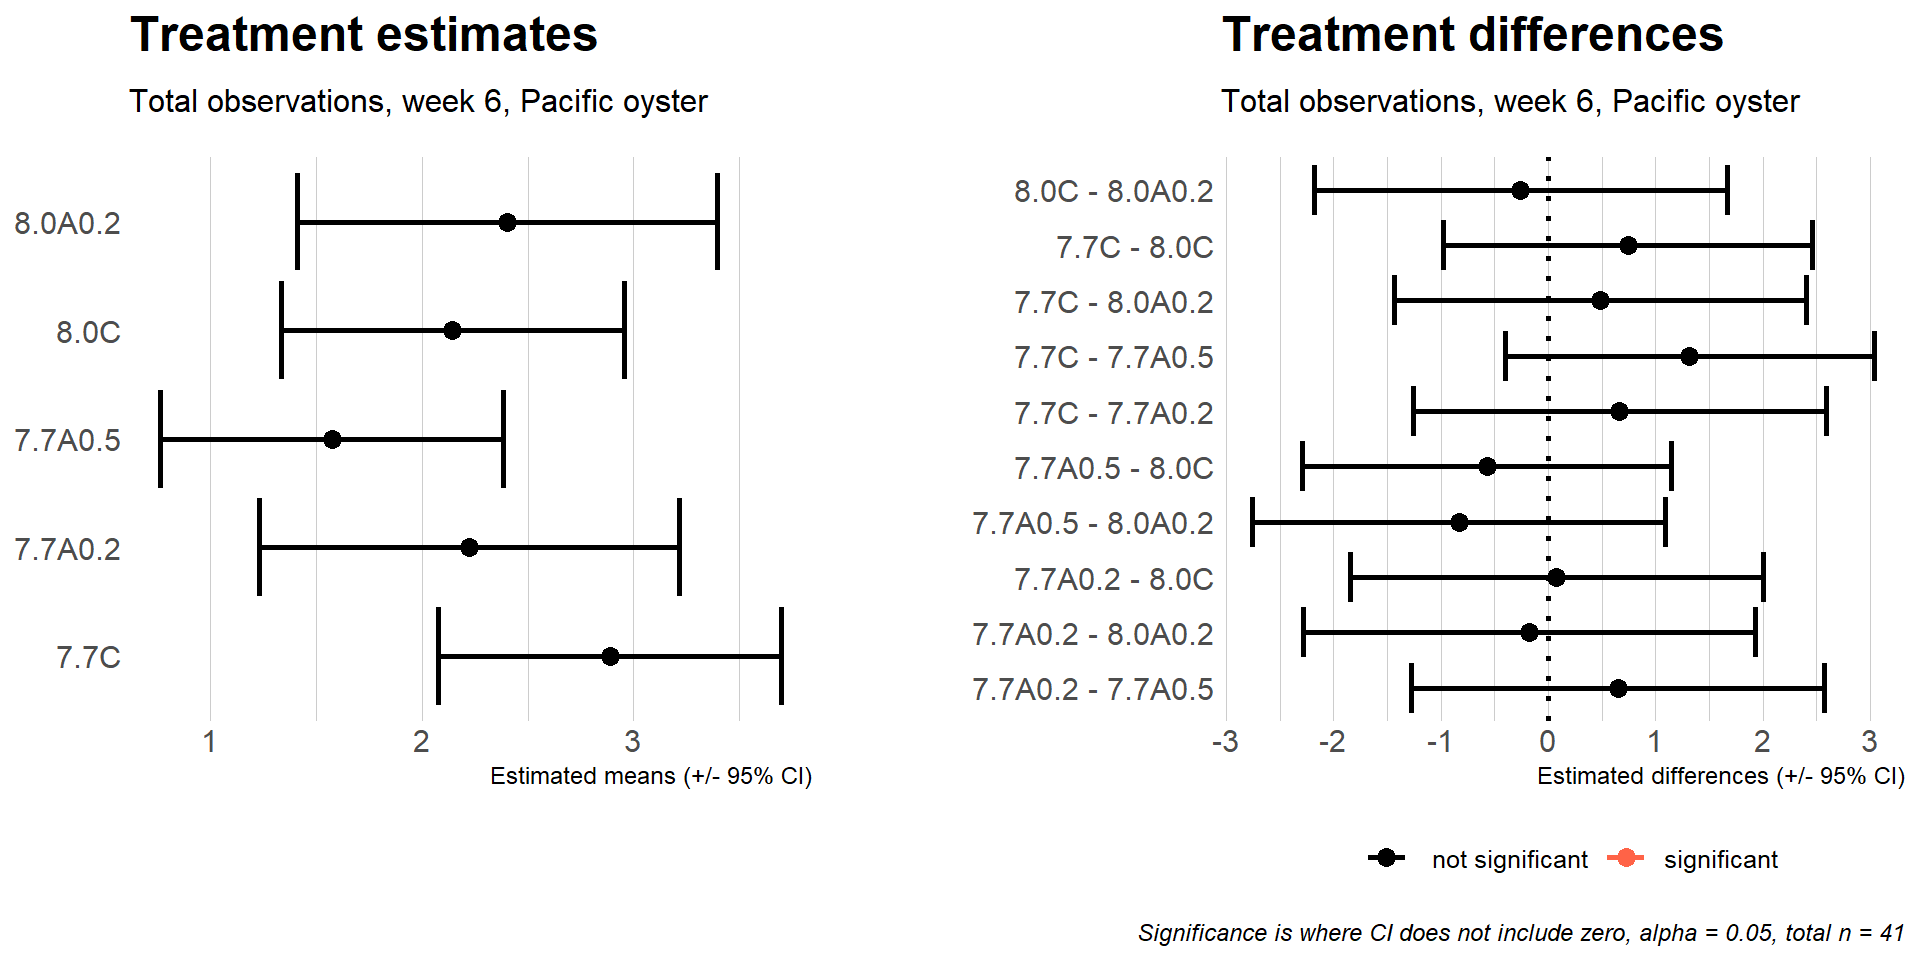 Treatment estimates
Total observations, week 6, Pacific oyster
8.0A0.2
8.0C
7.7A0.5
7.7A0.2
7.7C
1 2 3
Estimated means (+/- 95% CI)
Treatment differences
Total observations, week 6, Pacific oyster
8.0C - 8.0A0.2
7.7C - 8.0C
7.7C - 8.0A0.2
7.7C - 7.7A0.5
7.7C - 7.7A0.2
7.7A0.5 - 8.0C
7.7A0.5 - 8.0A0.2
7.7A0.2 - 8.0C
7.7A0.2 - 8.0A0.2
7.7A0.2 - 7.7A0.5
-3 -2 -1 0 1 2 3
Estimated differences (+/- 95% CI)
not significant significant
Significance is where CI does not include zero, alpha = 0.05, total n = 41